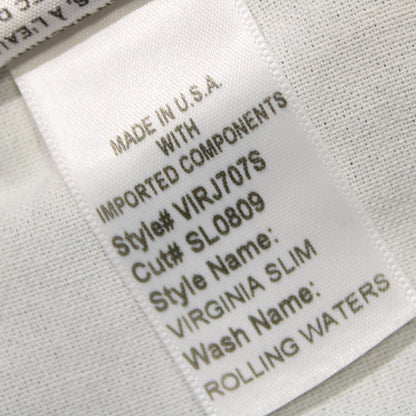 MADE IN U.S.A.
WITH
IMPORTED COMPONENTS
Style# VIRJ707S
Cut# SL0809
Style Name:
VIRGINIA SLIM
Wash Name:
ROLLING WATERS